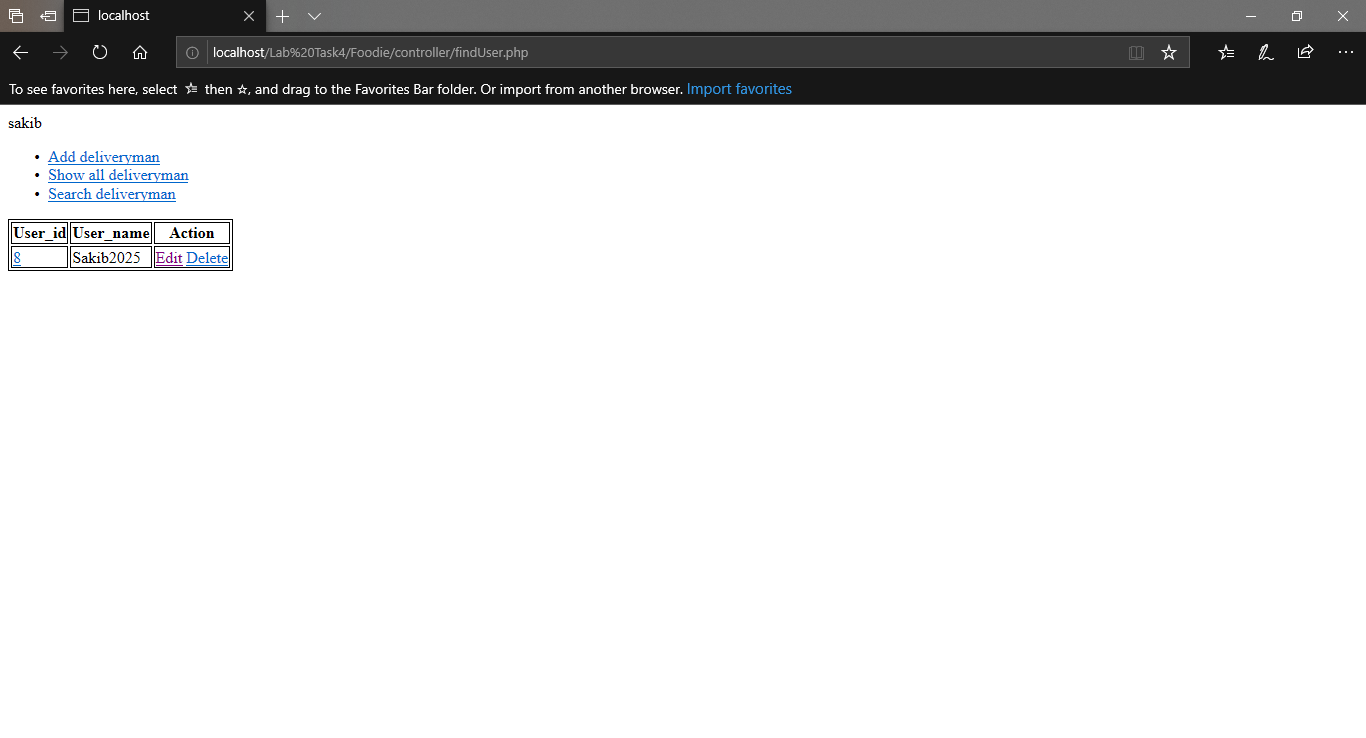 localhost
localhost/Lab%20Task4/Foodie/controller/findUser.php
To see favorites here, select then , and drag to the Favorites Bar folder. Or import from another browser. Import favorites
sakib
• Add deliveryman
• Show all deliveryman
• Search deliveryman
User_id User_name Action
8 Sakib2025 Edit Delete